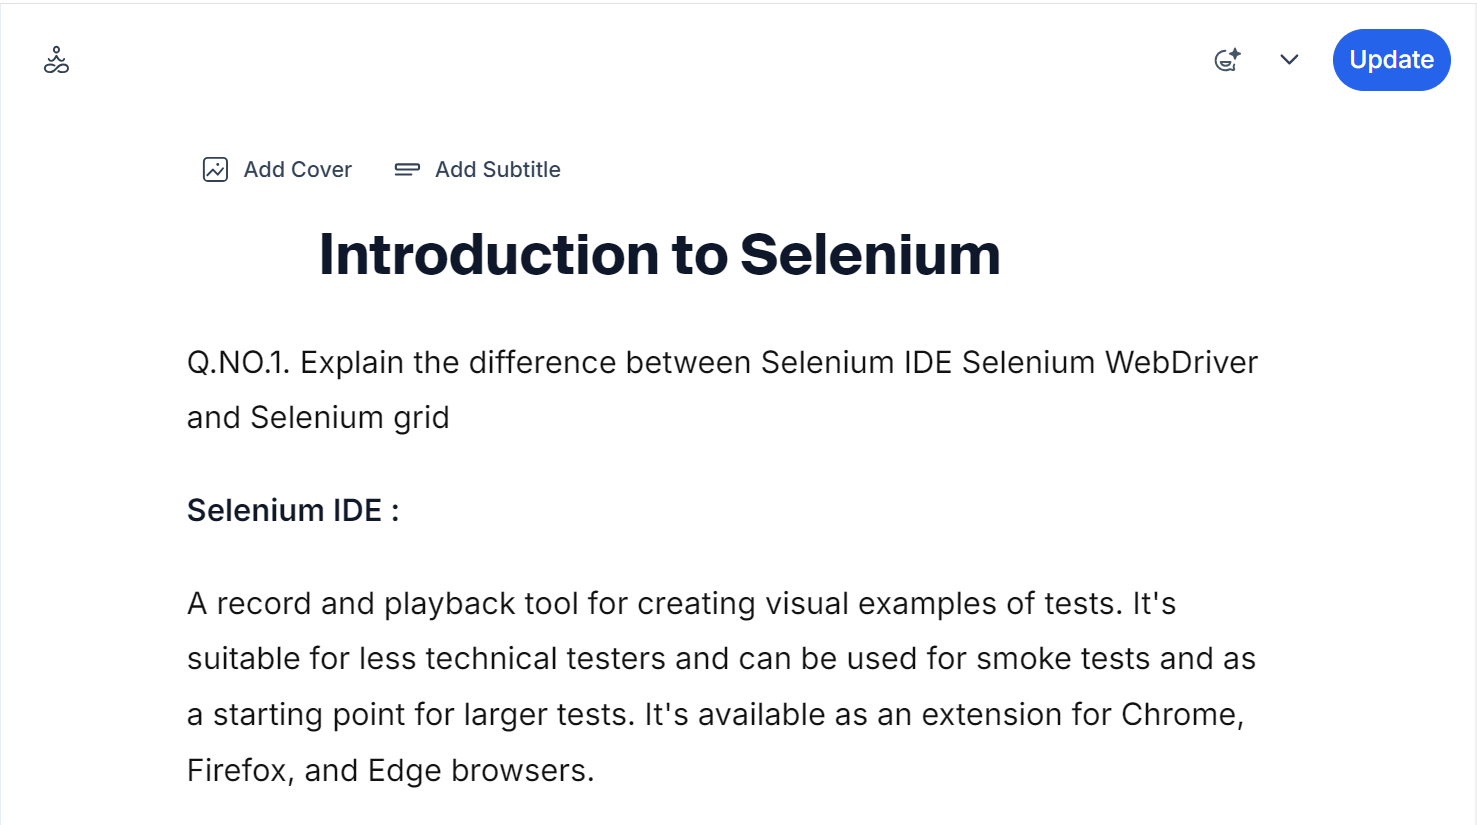 Update
Add Cover Add Subtitle
Introduction to Selenium
Q.NO.1. Explain the difference between Selenium IDE Selenium WebDriver
and Selenium grid
Selenium IDE :
A record and playback tool for creating visual examples of tests. It's
suitable for less technical testers and can be used for smoke tests and as
a starting point for larger tests. It's available as an extension for Chrome,
Firefox, and Edge browsers.